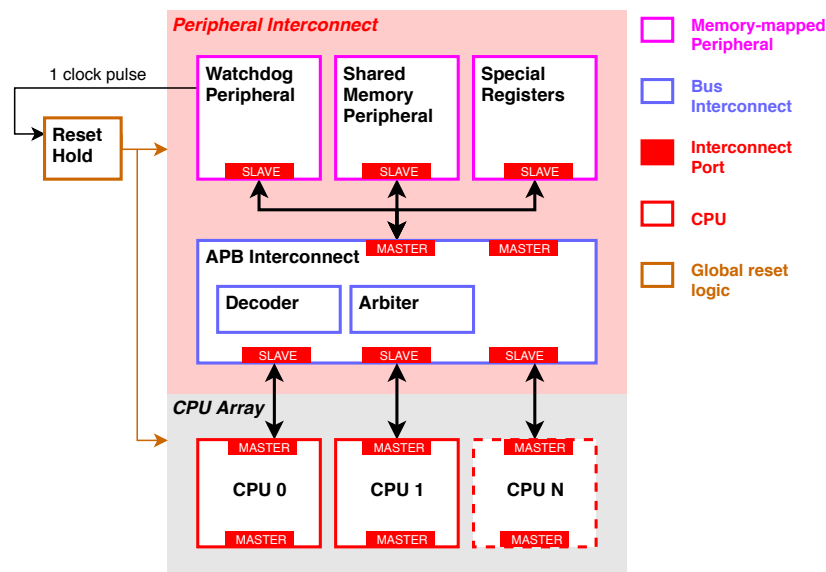 Peripheral Interconnect
Memory-mapped
Peripheral
1 clock pulse
Watchdog
Peripheral
Shared
Memory
Peripheral
Special
Registers
Bus
Interconnect
Reset
Hold
Interconnect
Port
SLAVE
SLAVE
SLAVE
CPU
MASTER
MASTER
APB Interconnect
Global reset
logic
Decoder
Arbiter
SLAVE
SLAVE
SLAVE
CPU Array
MASTER
MASTER
MASTER
CPU 0
CPU 1
CPU N
MASTER
MASTER
MASTER